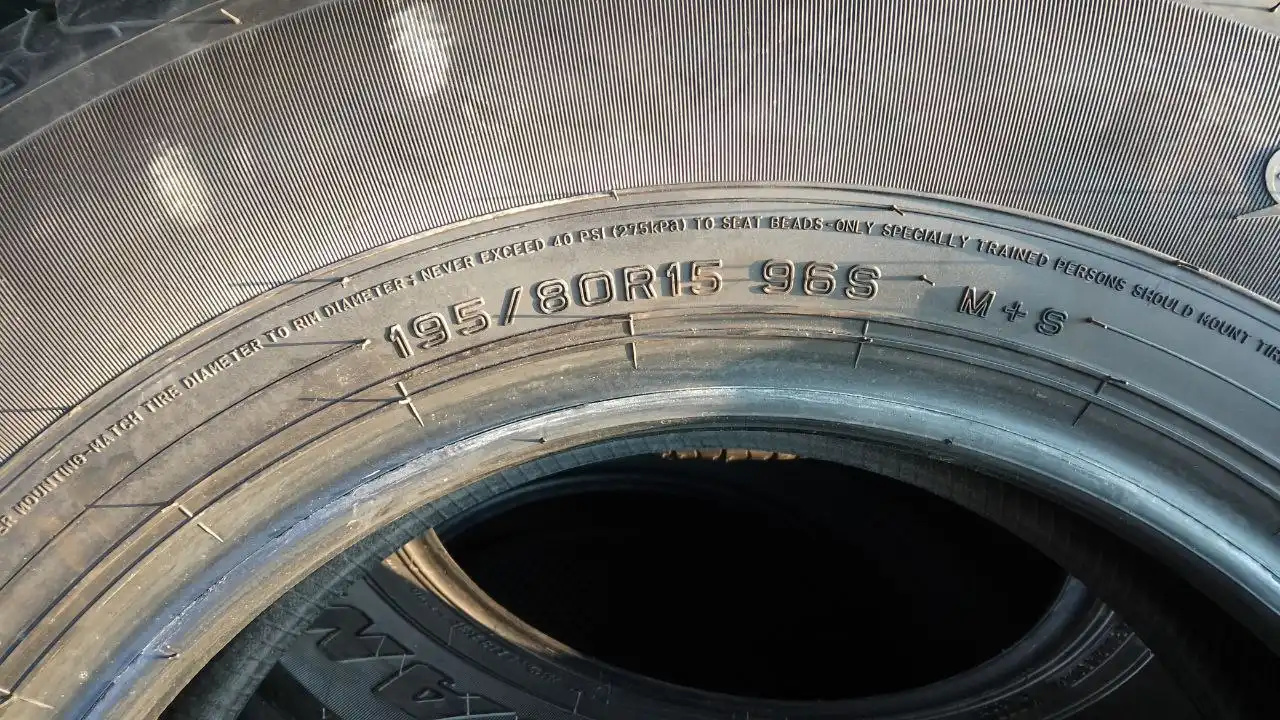 MOUNTING-MATCH TIRE DIAMETER TO RIM DIAMETER; NEVER EXCEED 40 PSI (275kPa) TO SEAT BEADS-ONLY SPECIALLY TRAINED PERSONS SHOULD MOUNT
195/80R15 96S M+S